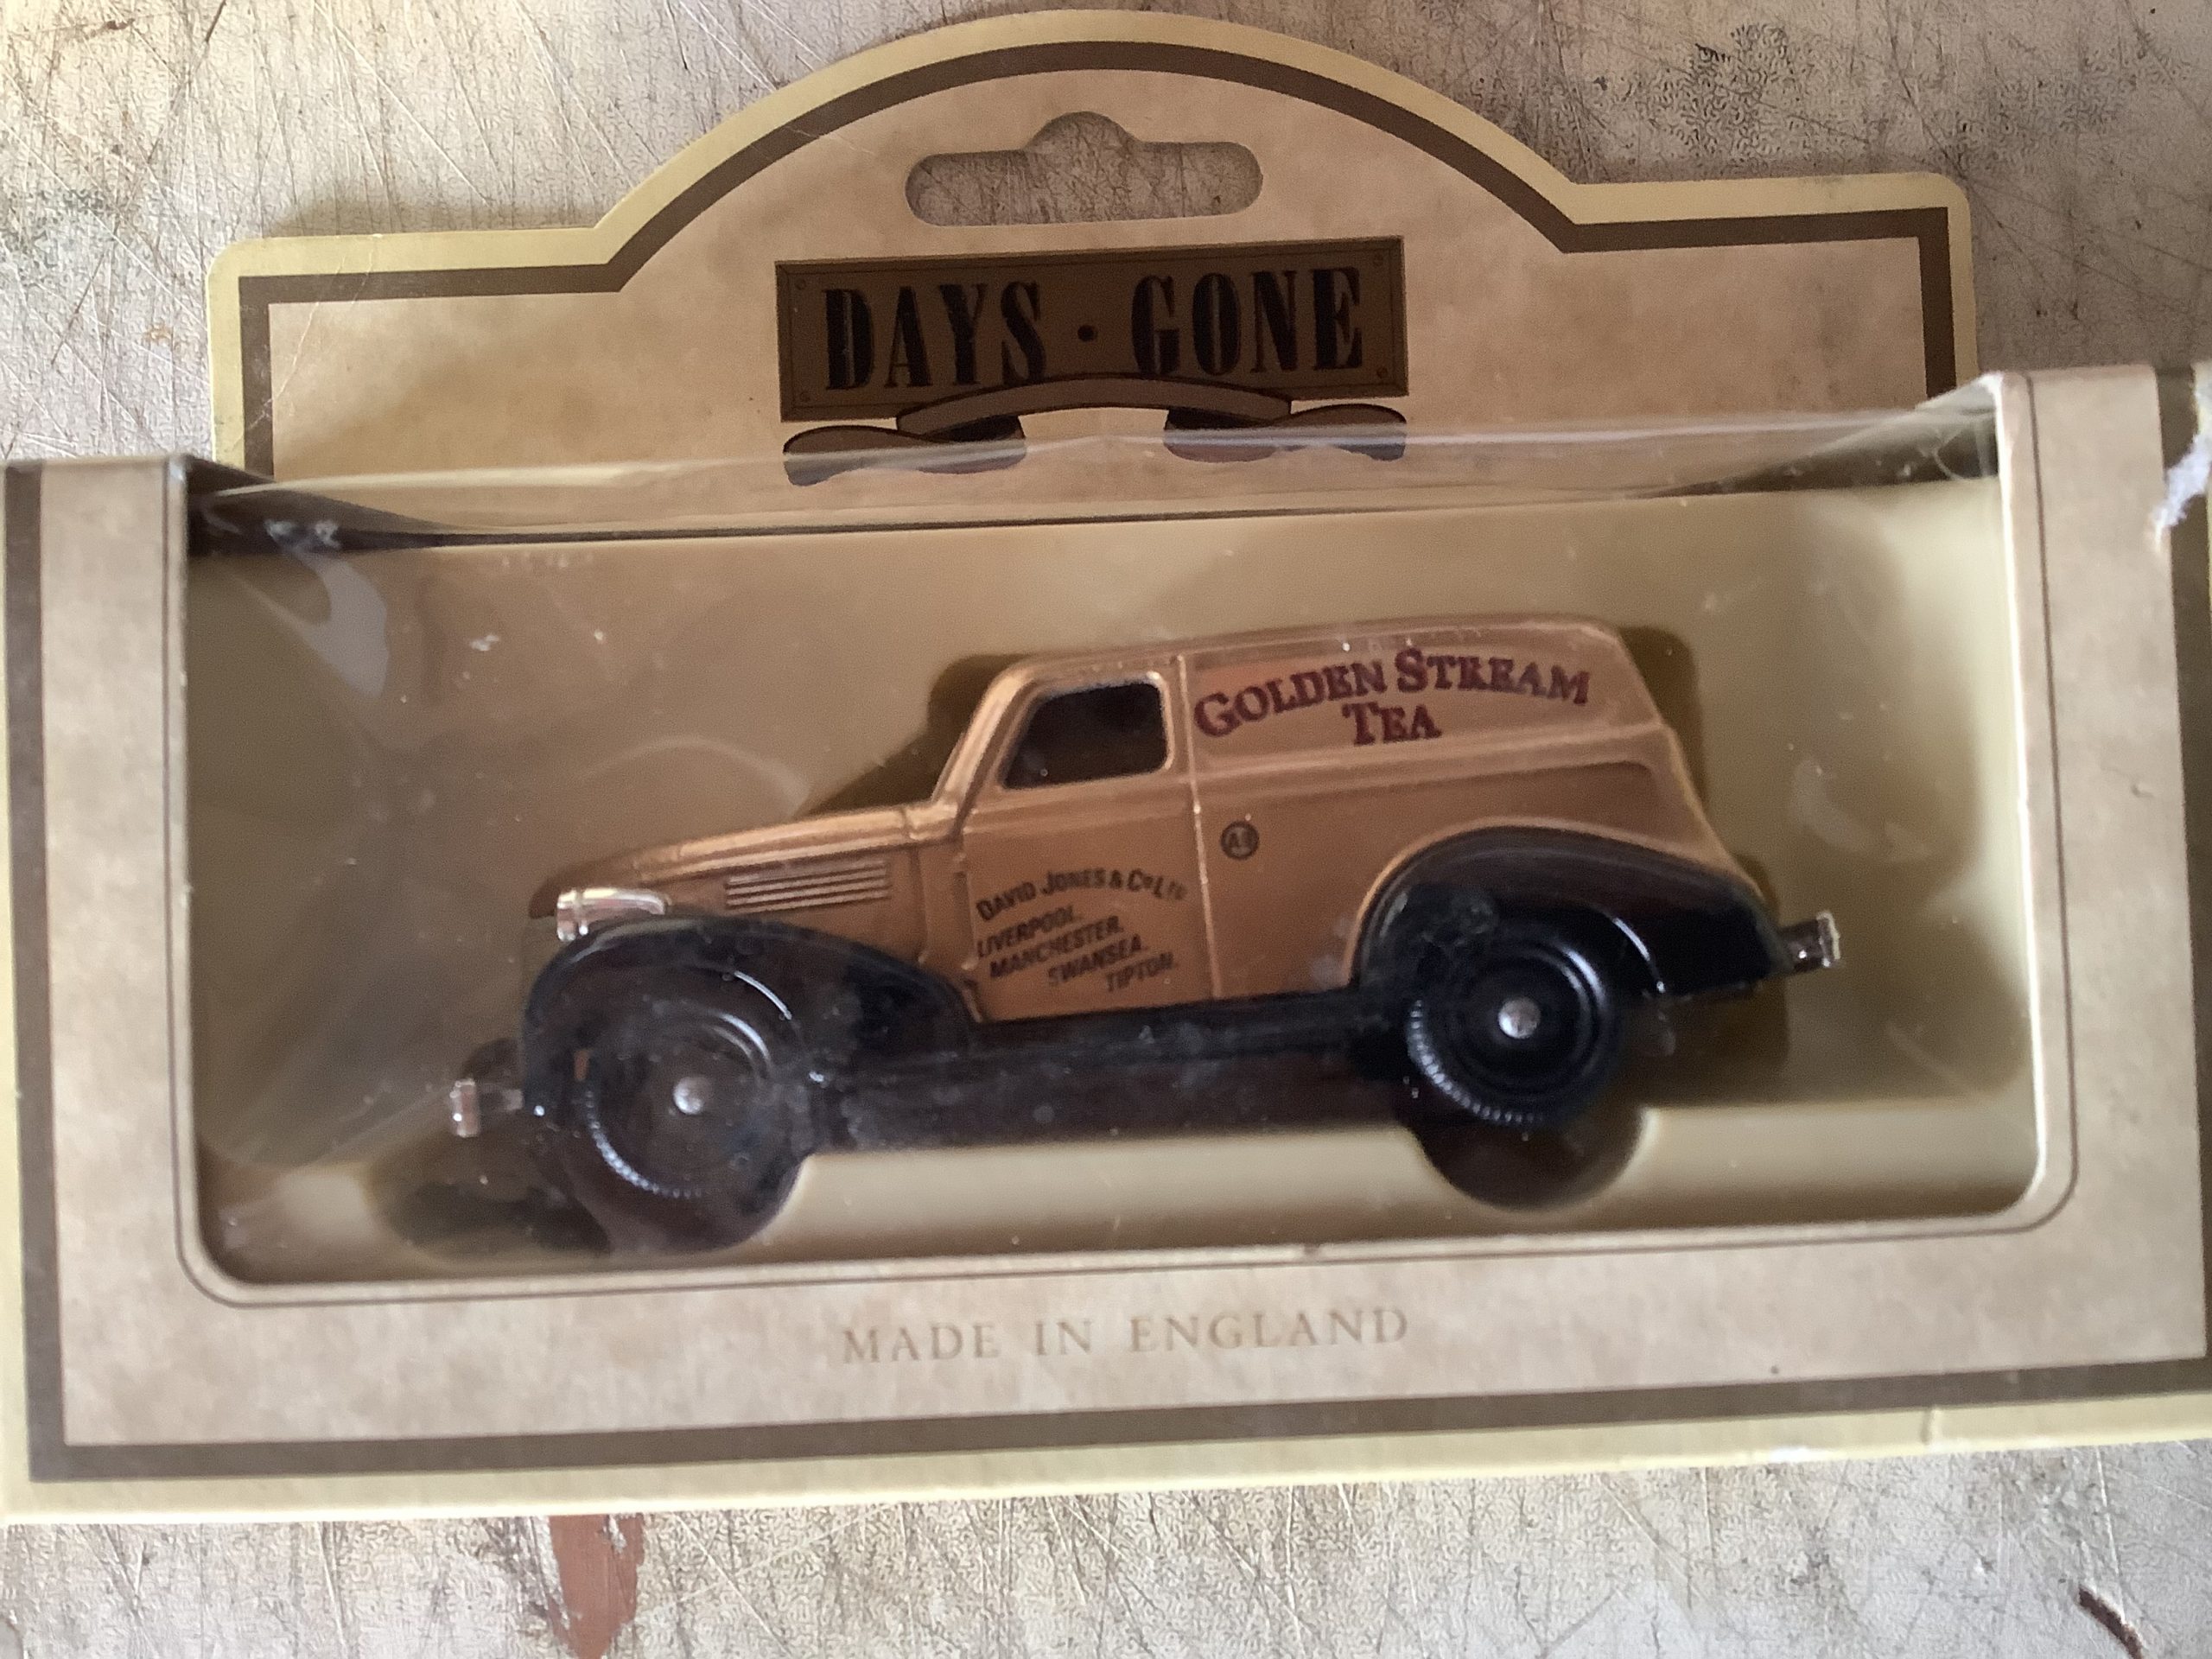 DAYS · GONE
GOLDEN STREAM
TEA
DAVID JONES & CO LTD
LIVERPOOL.
MANCHESTER.
SWANSEA.
TIPTON.
MADE IN ENGLAND